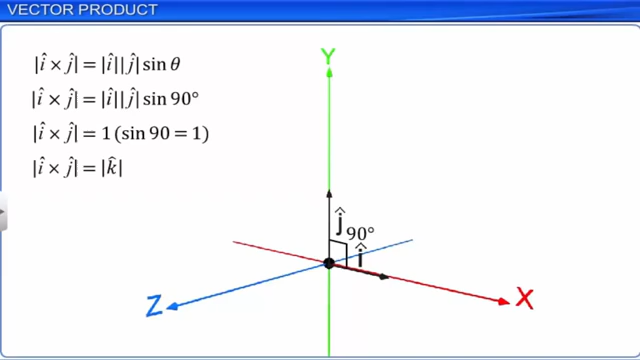 VECTOR PRODUCT
|î × ĵ| = |î||ĵ| sin θ
|î × ĵ| = |î||ĵ| sin 90°
|î × ĵ| = 1 (sin 90 = 1)
|î × ĵ| = |k̂|
Y
ĵ
90°
î
Z
X